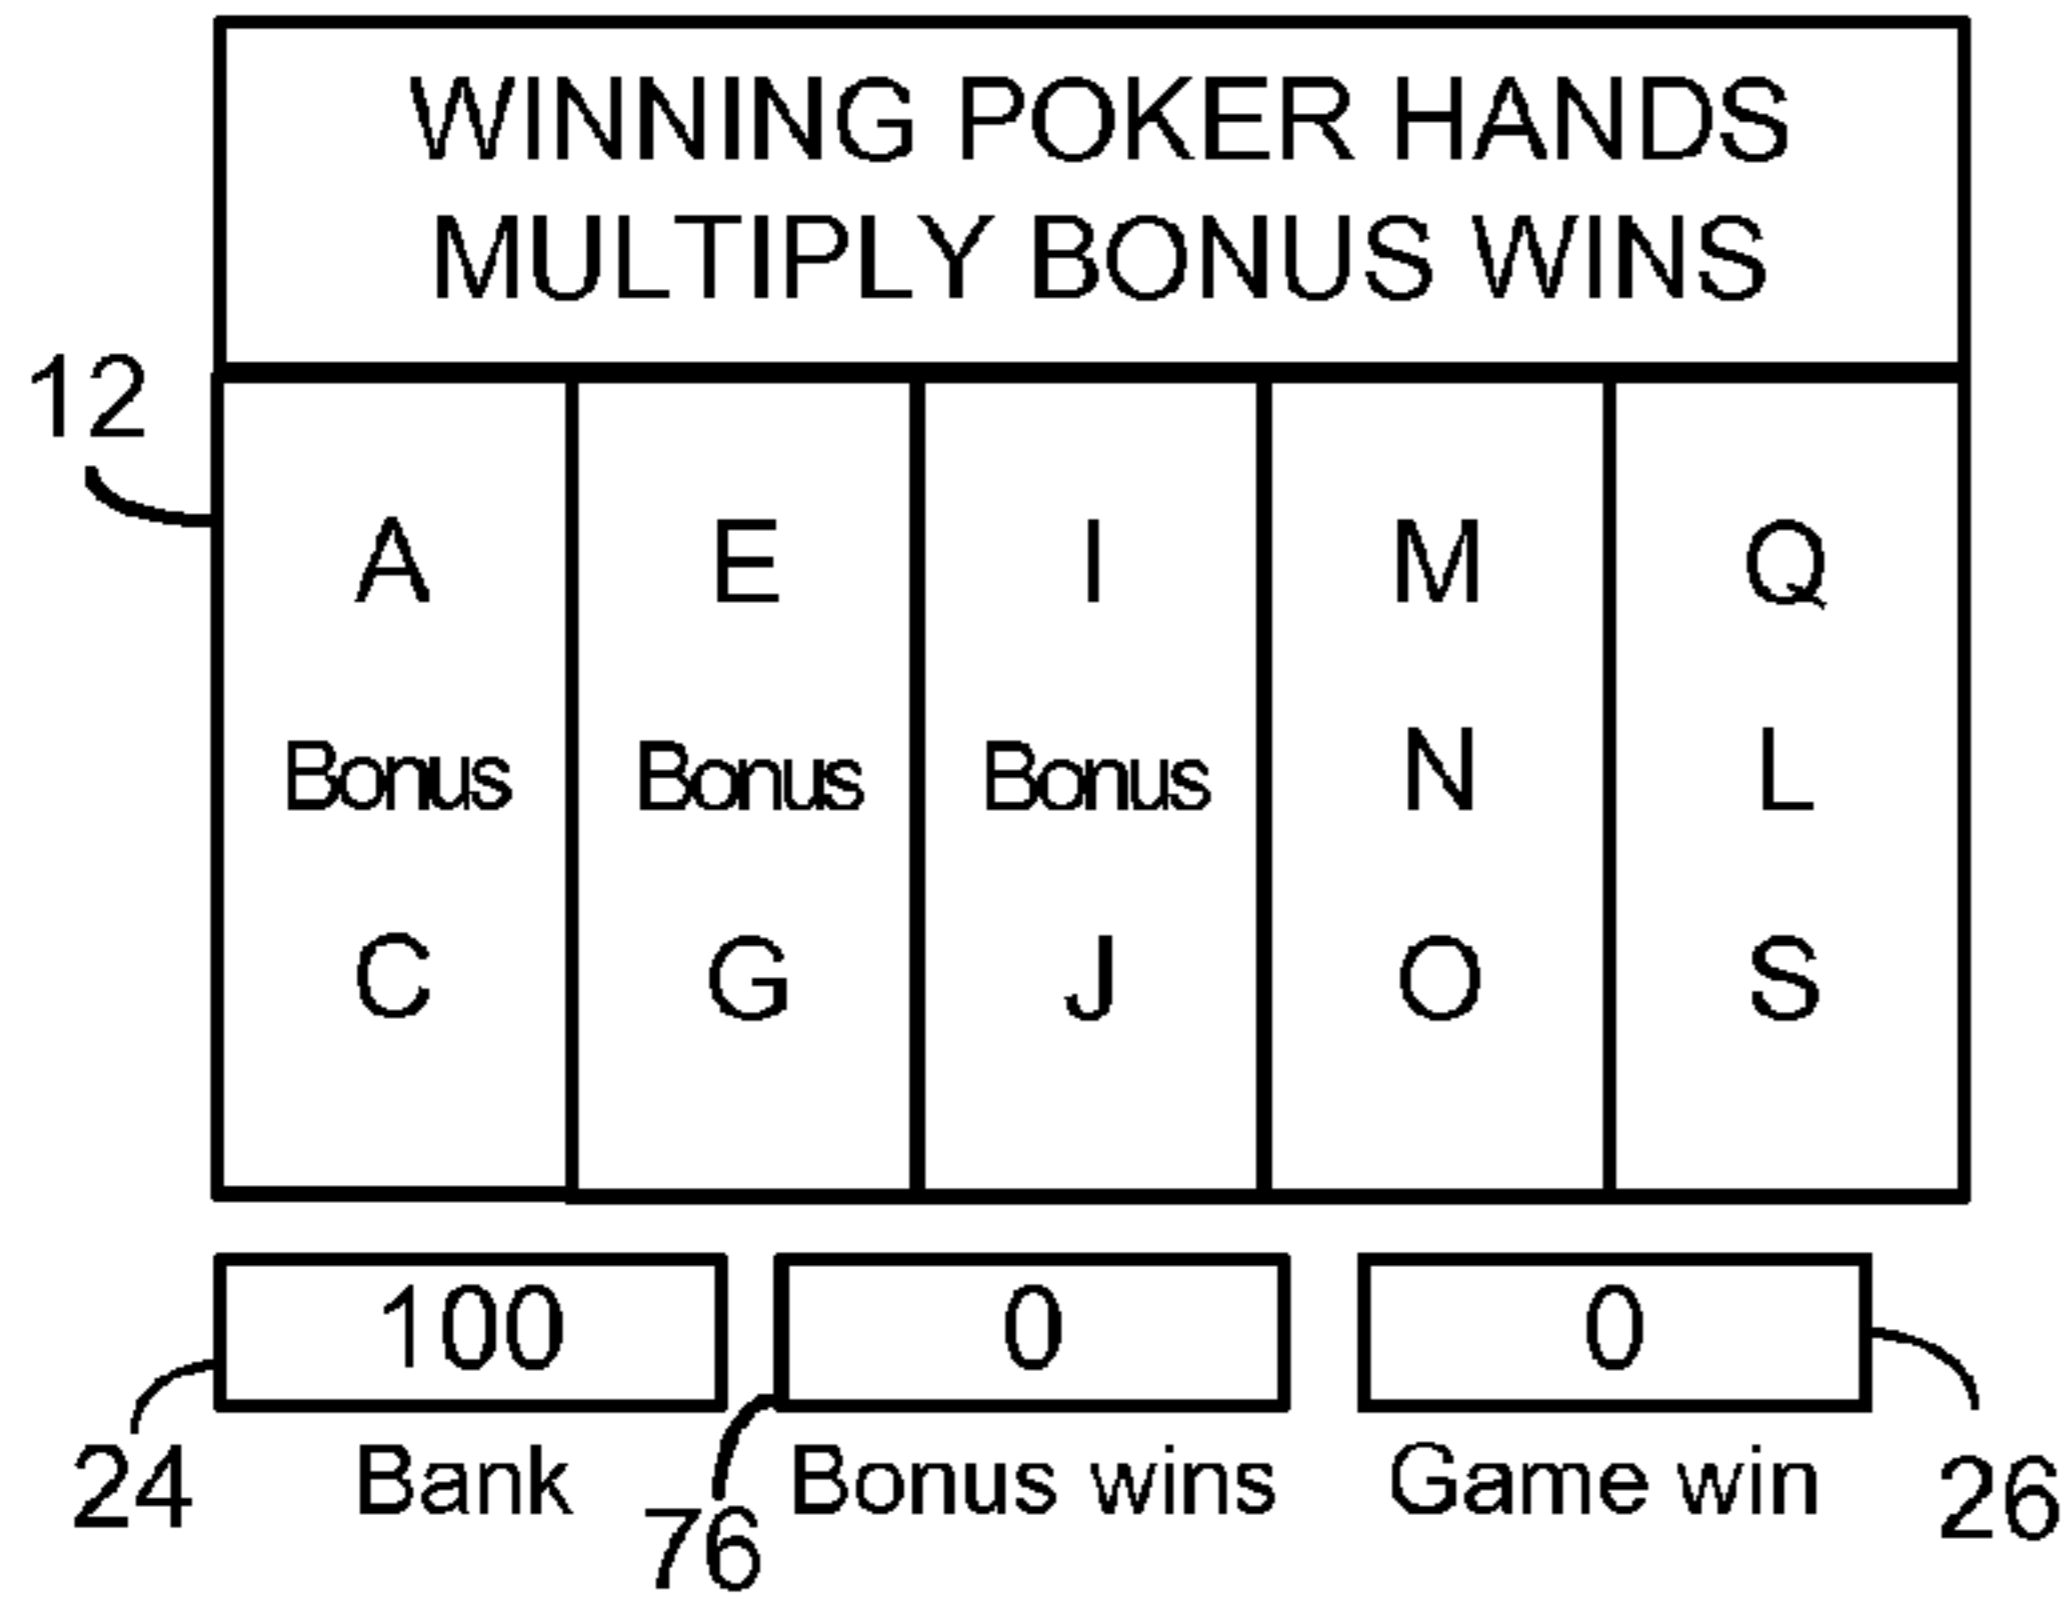 WINNING POKER HANDS
MULTIPLY BONUS WINS
12
A E I M Q
Bonus Bonus Bonus N L
C G J O S
100 0 0
24 Bank 76 Bonus wins Game win 26